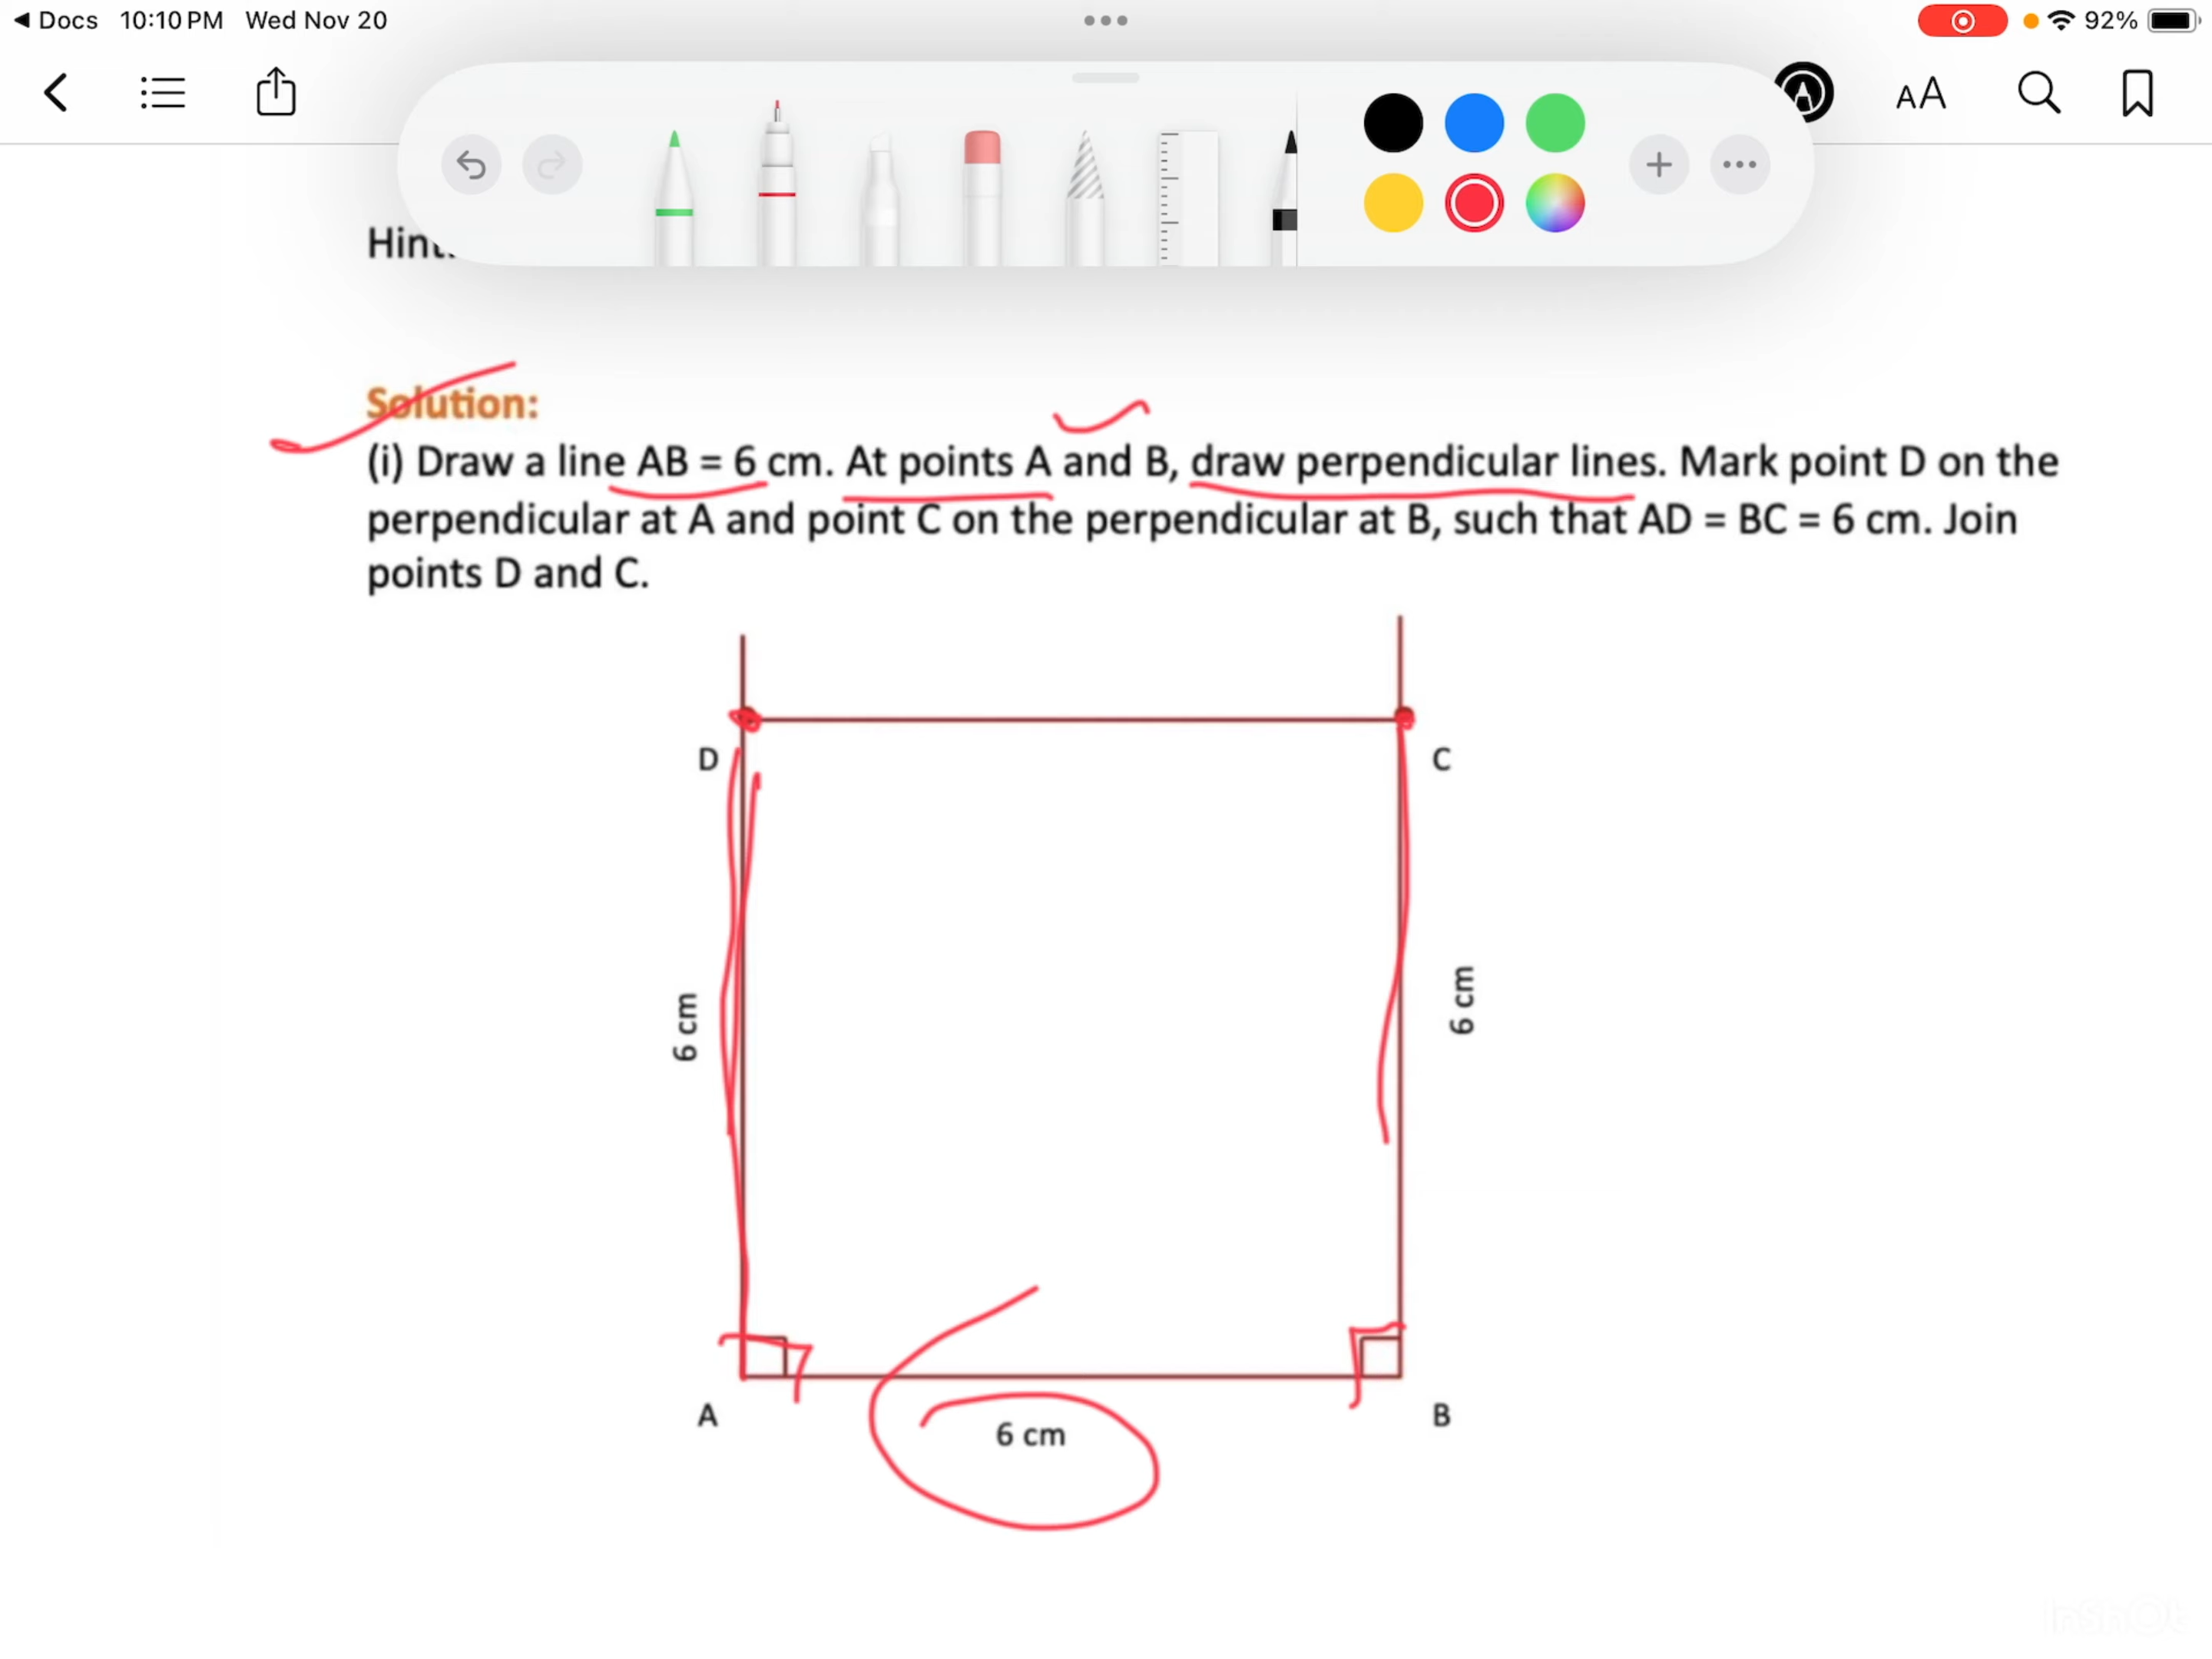 Docs 10:10 PM Wed Nov 20
92%
AA
Hint:
Solution:
(i) Draw a line AB = 6 cm. At points A and B, draw perpendicular lines. Mark point D on the
perpendicular at A and point C on the perpendicular at B, such that AD = BC = 6 cm. Join
points D and C.
D
C
6 cm
6 cm
A
B
6 cm